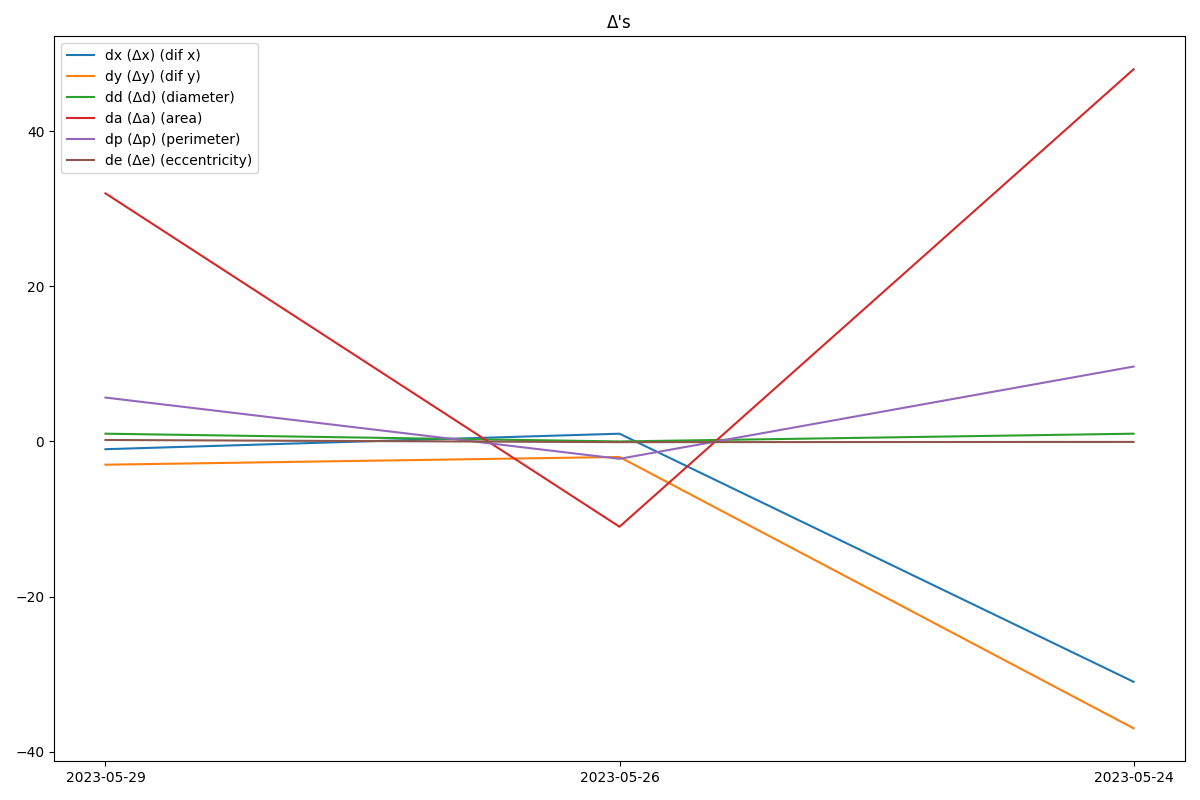 Δ's
dx (Δx) (dif x)
dy (Δy) (dif y)
dd (Δd) (diameter)
da (Δa) (area)
dp (Δp) (perimeter)
de (Δe) (eccentricity)
40
20
0
−20
−40
2023-05-29
2023-05-26
2023-05-24